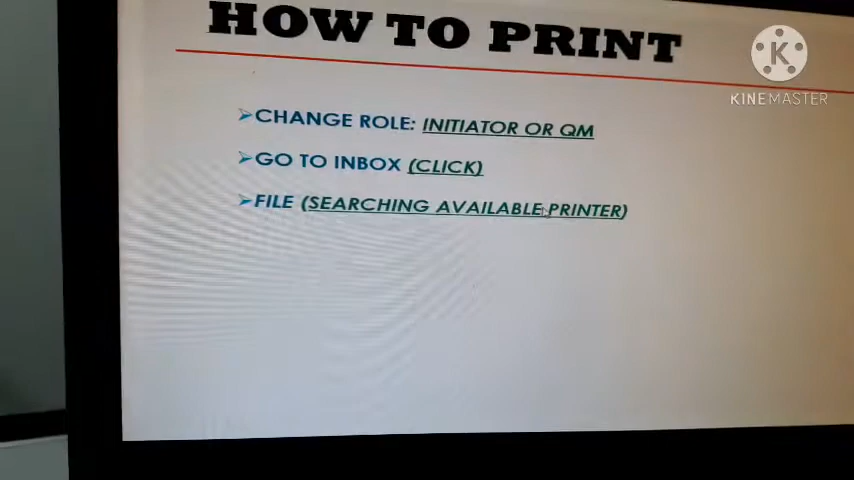 HOW TO PRINT
K
KINEMASTER
➢CHANGE ROLE: INITIATOR OR QM
➢GO TO INBOX (CLICK)
➢FILE (SEARCHING AVAILABLE PRINTER)